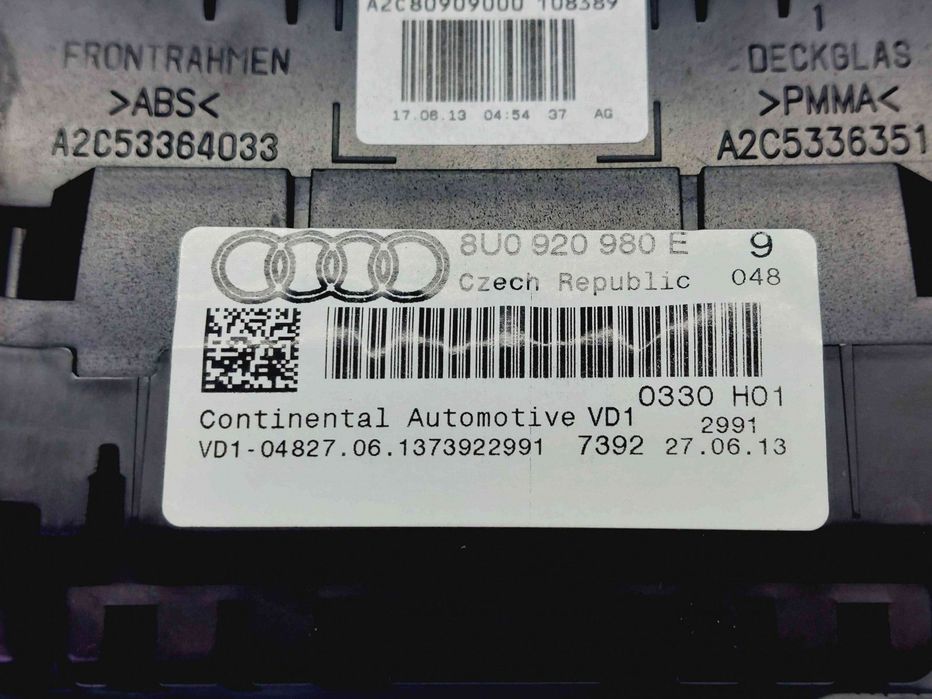 A2C80909000 108389
17.06.13 04:54 37 AG
FRONTRAHMEN
>ABS<
A2C53364033
1
DECKGLAS
>PMMA<
A2C5336351
8U0 920 980 E 9
Czech Republic 048
0330 H01
Continental Automotive VD1 2991
VD1-04827.06.1373922991 7392 27.06.13